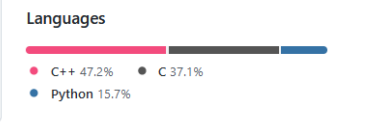 Languages
C++ 47.2% C 37.1%
Python 15.7%